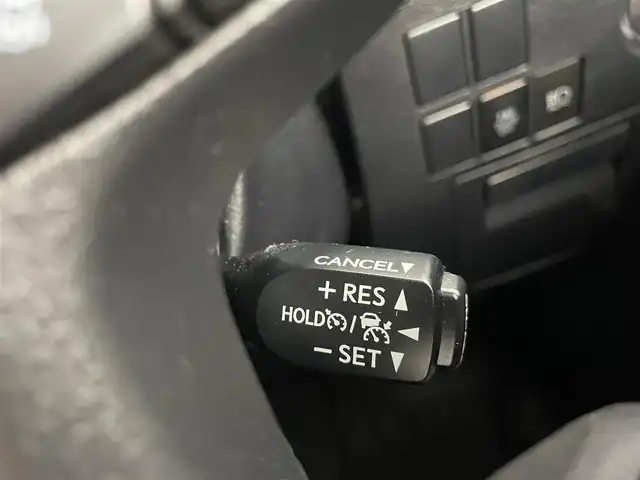 CANCEL▼
+ RES ▲
HOLD / ◀
− SET ▼